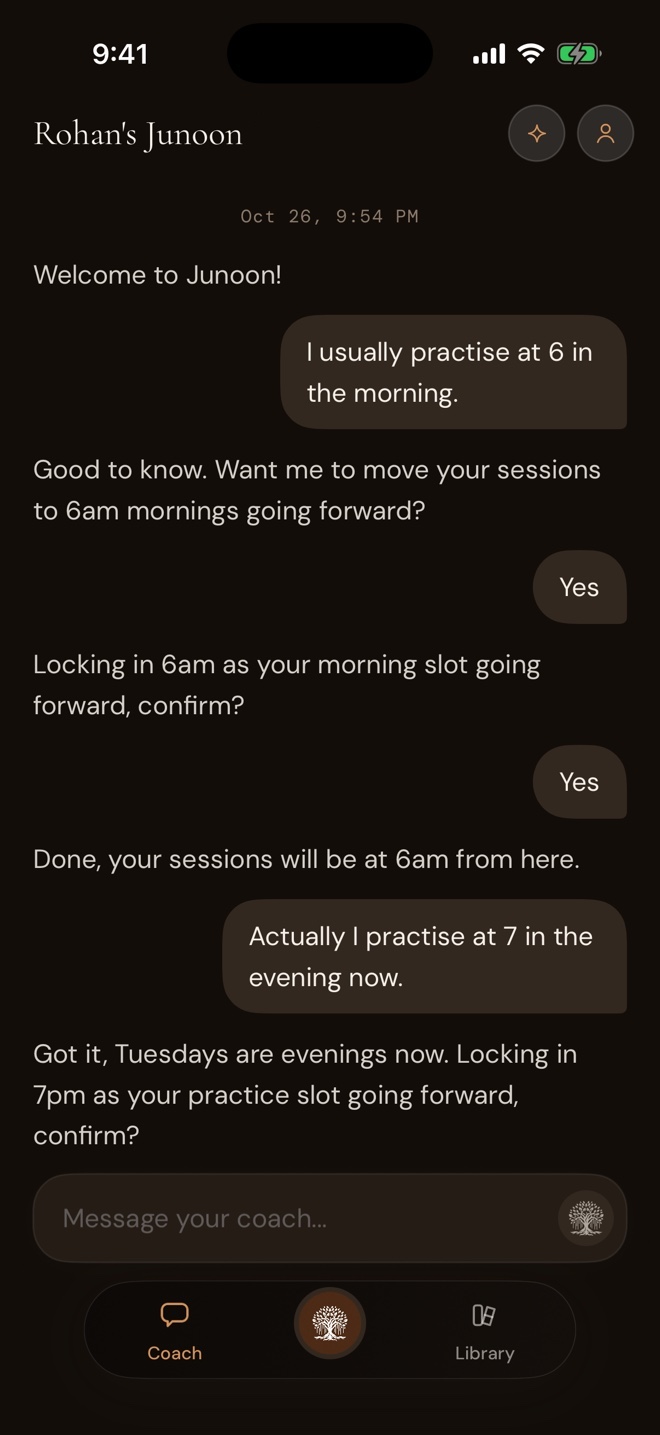 9:41
Rohan's Junoon
Oct 26, 9:54 PM
Welcome to Junoon!
I usually practise at 6 in
the morning.
Good to know. Want me to move your sessions
to 6am mornings going forward?
Yes
Locking in 6am as your morning slot going
forward, confirm?
Yes
Done, your sessions will be at 6am from here.
Actually I practise at 7 in the
evening now.
Got it, Tuesdays are evenings now. Locking in
7pm as your practice slot going forward,
confirm?
Message your coach...
Coach
Library